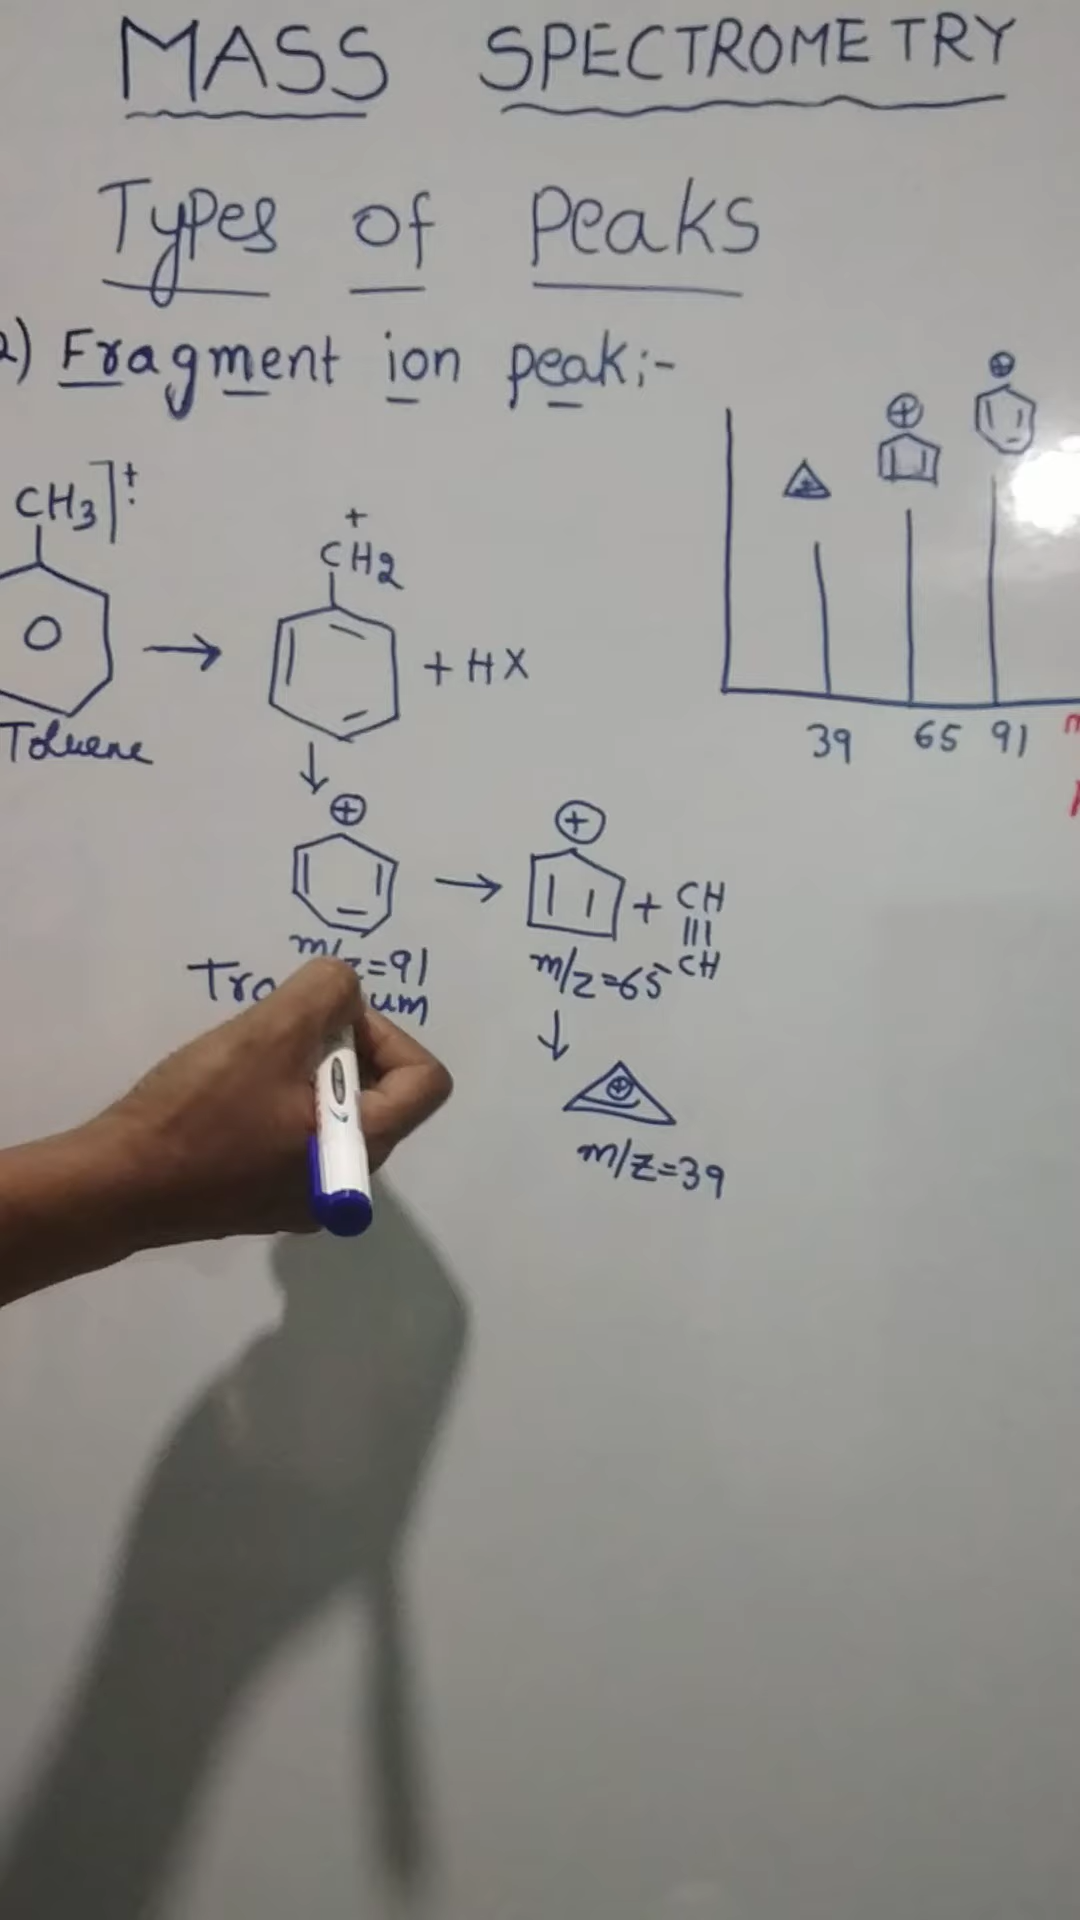 MASS SPECTROMETRY
Types of Peaks
2) Fragment ion peak:-
CH3]+.
Toluene
+
CH2
+ HX
+
m/z=91
+
+ CH
|||
CH
m/z=65
+
m/z=39
+
+
+
39 65 91